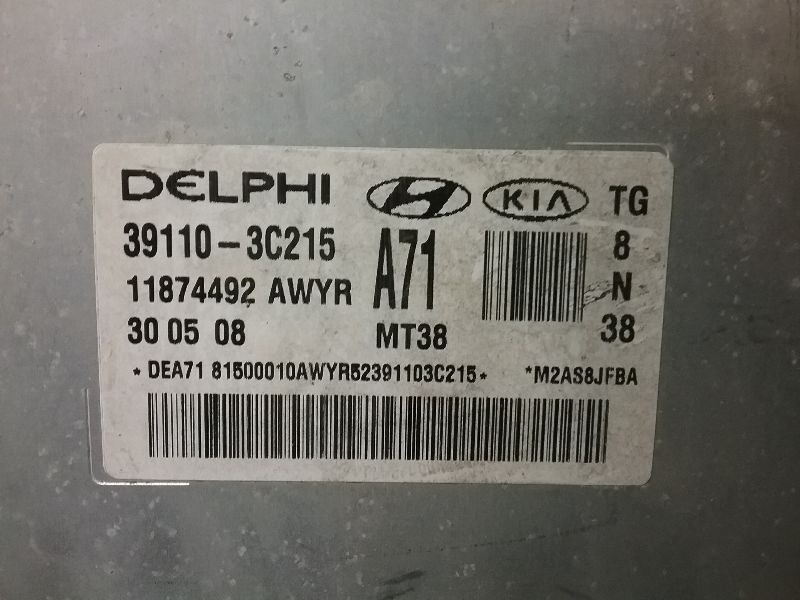 DELPHI KIA TG
39110-3C215 A71 8
11874492 AWYR N
30 05 08 MT38 38
* DEA71 81500010AWYR52391103C215* *M2AS8JFBA